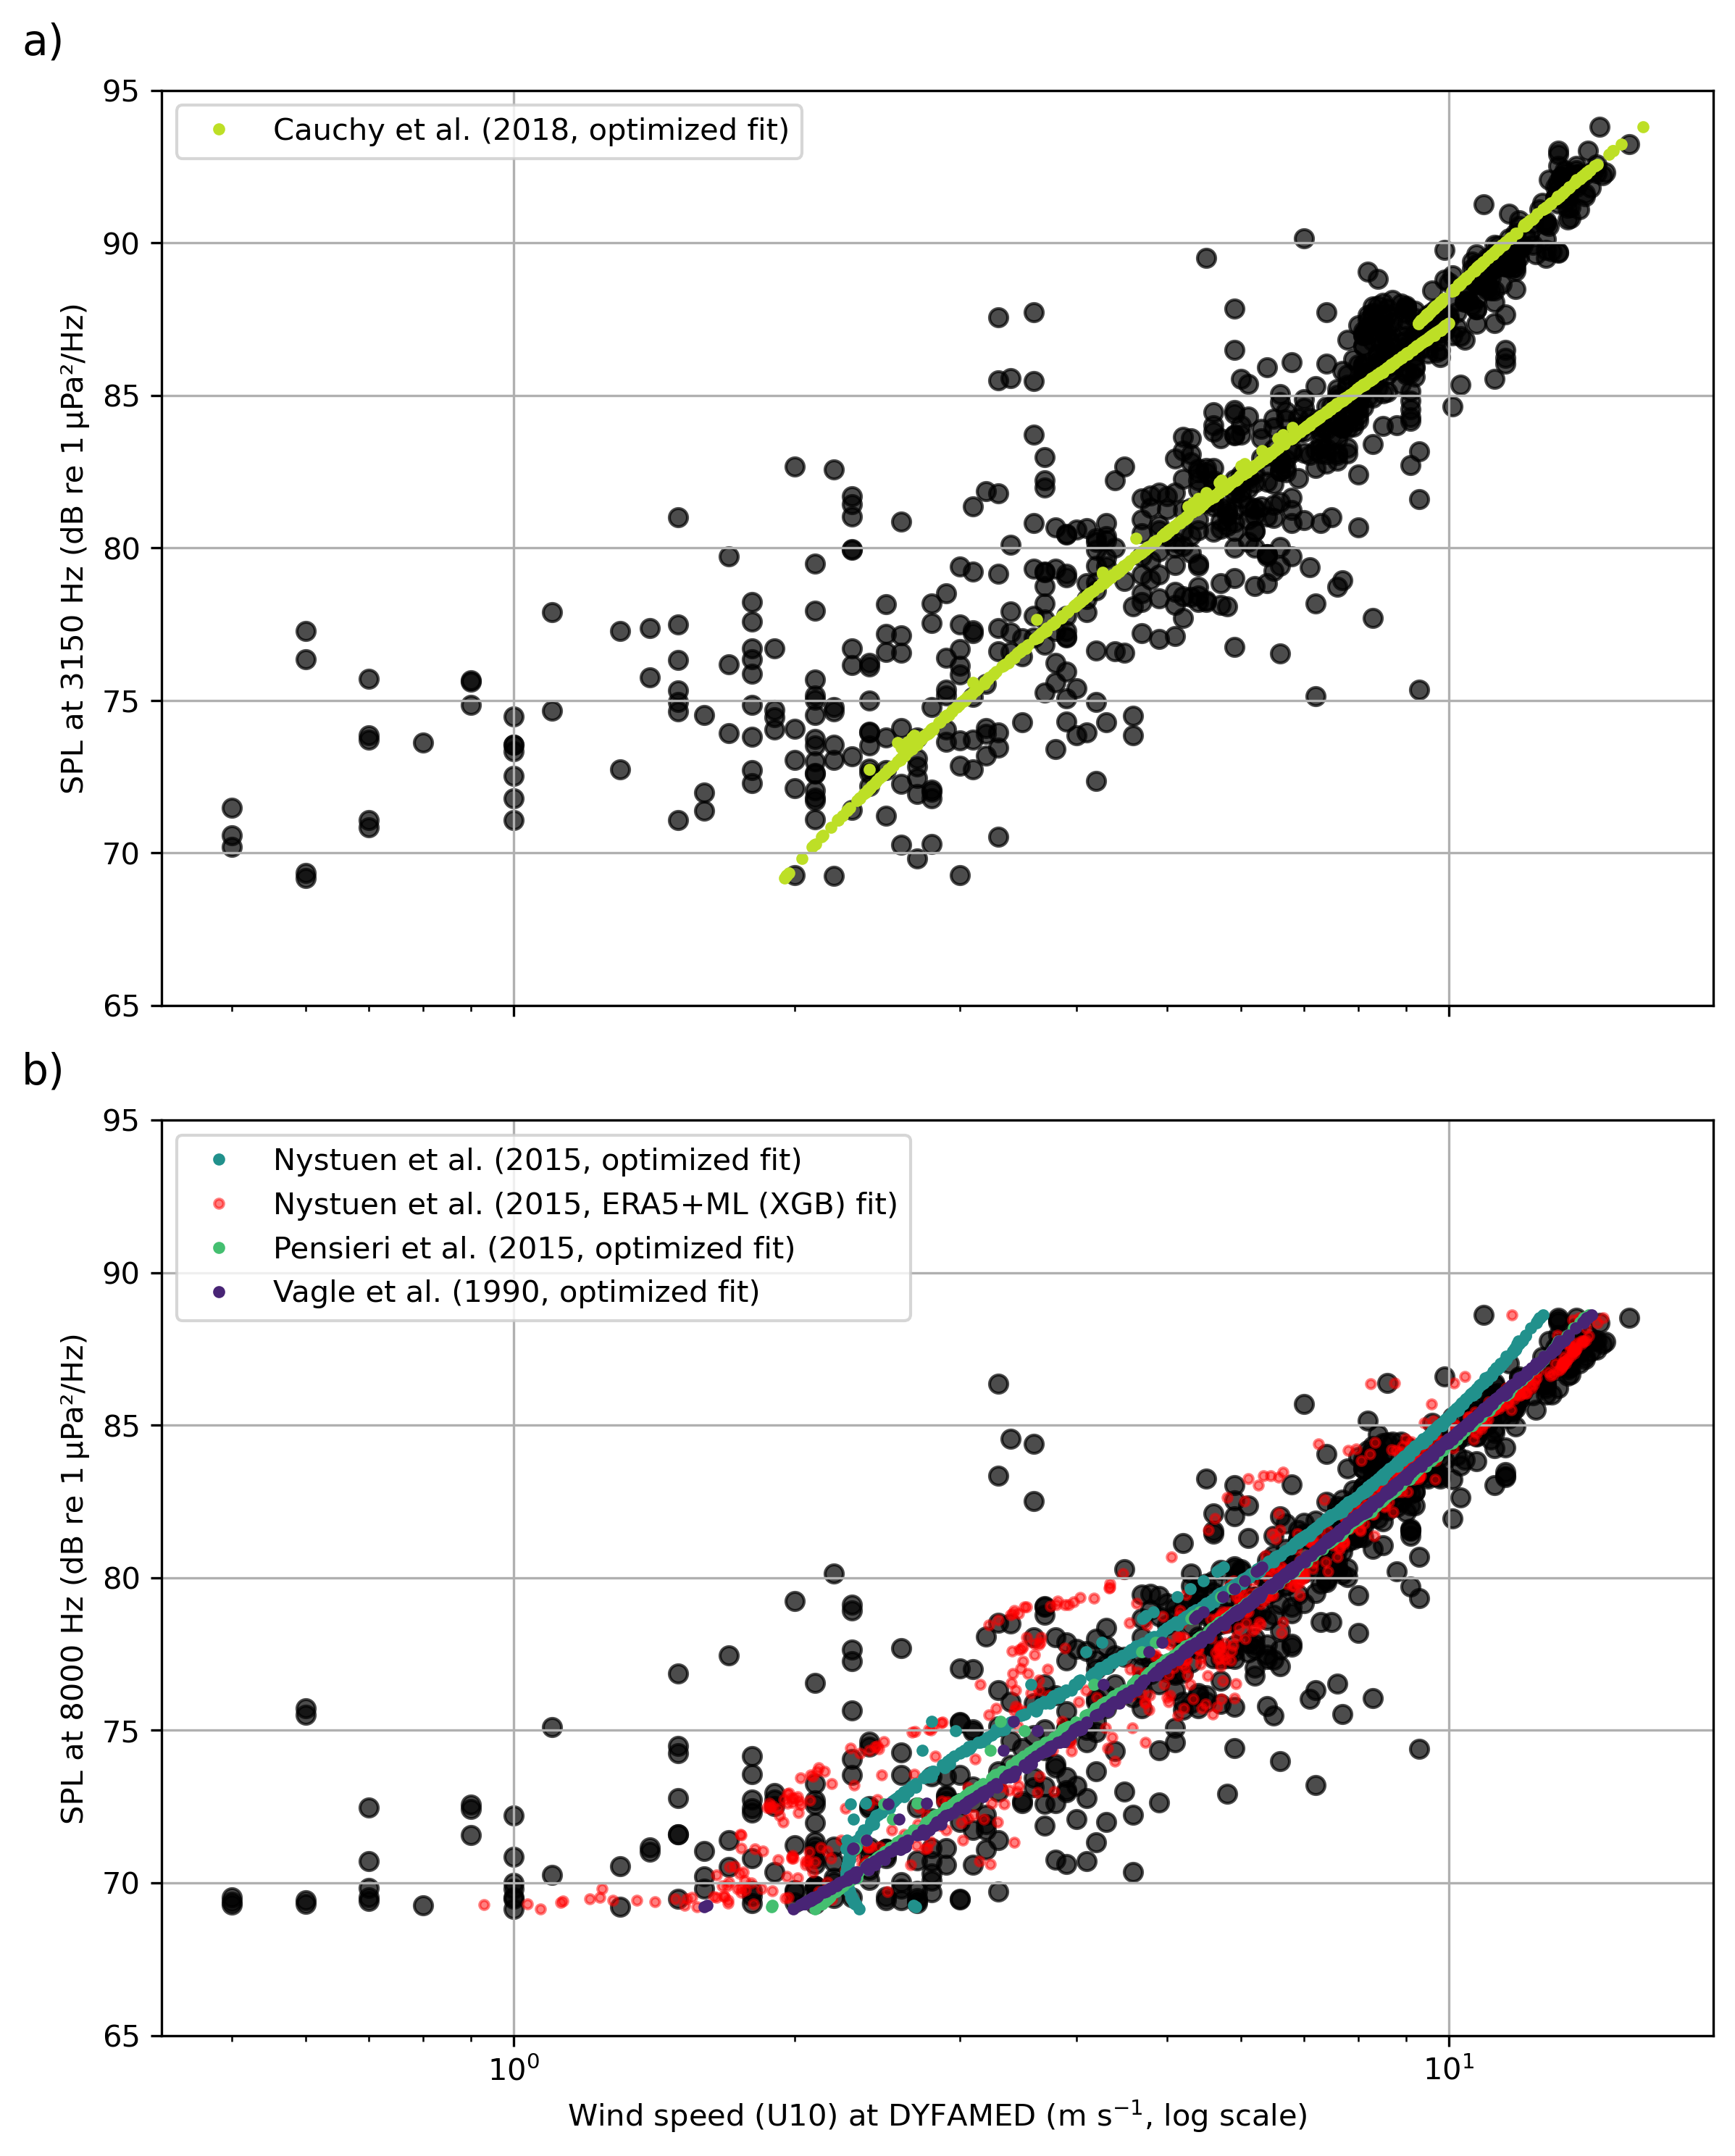 a)
95
90
85
80
75
70
65
SPL at 3150 Hz (dB re 1 µPa²/Hz)
Cauchy et al. (2018, optimized fit)
b)
95
90
85
80
75
70
65
SPL at 8000 Hz (dB re 1 µPa²/Hz)
Nystuen et al. (2015, optimized fit)
Nystuen et al. (2015, ERA5+ML (XGB) fit)
Pensieri et al. (2015, optimized fit)
Vagle et al. (1990, optimized fit)
10⁰
10¹
Wind speed (U10) at DYFAMED (m s⁻¹, log scale)